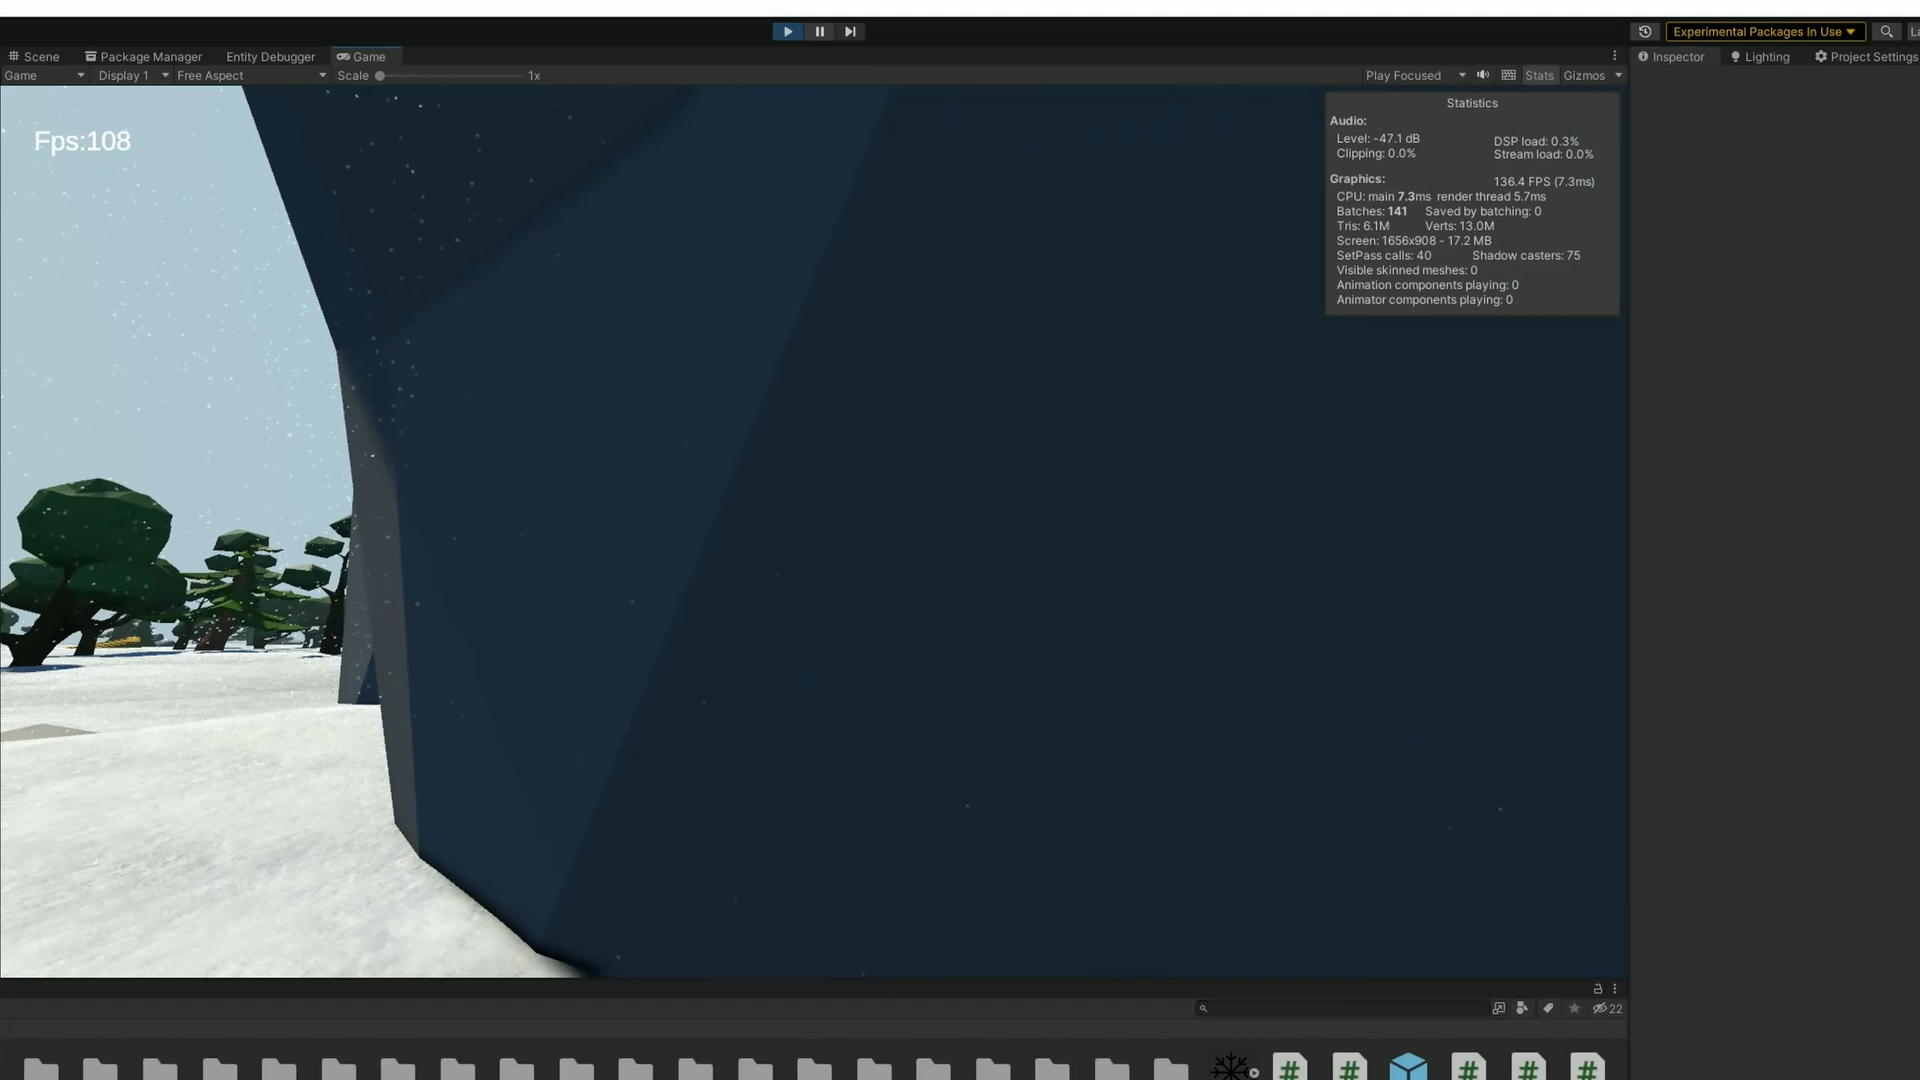 Experimental Packages In Use
Scene Package Manager Entity Debugger Game
Inspector Lighting Project Settings
Game Display 1 Free Aspect Scale 1x
Play Focused Stats Gizmos
Fps:108
Statistics
Audio:
Level: -47.1 dB DSP load: 0.3%
Clipping: 0.0% Stream load: 0.0%
Graphics: 136.4 FPS (7.3ms)
CPU: main 7.3ms render thread 5.7ms
Batches: 141 Saved by batching: 0
Tris: 6.1M Verts: 13.0M
Screen: 1656x908 - 17.2 MB
SetPass calls: 40 Shadow casters: 75
Visible skinned meshes: 0
Animation components playing: 0
Animator components playing: 0
22
# # # # #